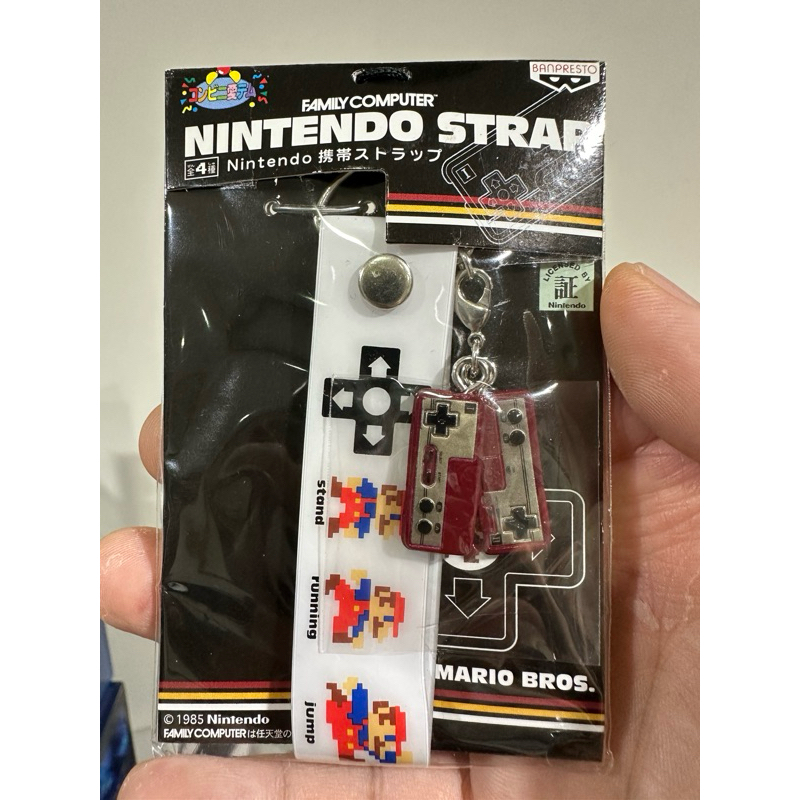 コンビニ愛テム
BANPRESTO
FAMILY COMPUTER™
NINTENDO STRAP
全4種 Nintendo 携帯ストラップ
LICENSED BY
証
Nintendo
stand
running
jump
MARIO BROS.
© 1985 Nintendo
FAMILY COMPUTERは任天堂の